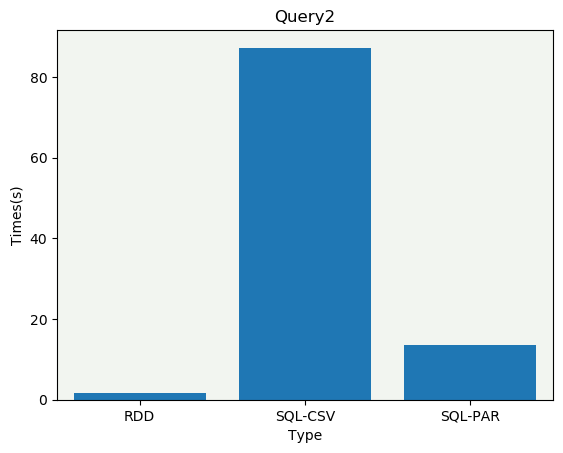 Query2
Times(s)
80
60
40
20
0
RDD
SQL-CSV
SQL-PAR
Type